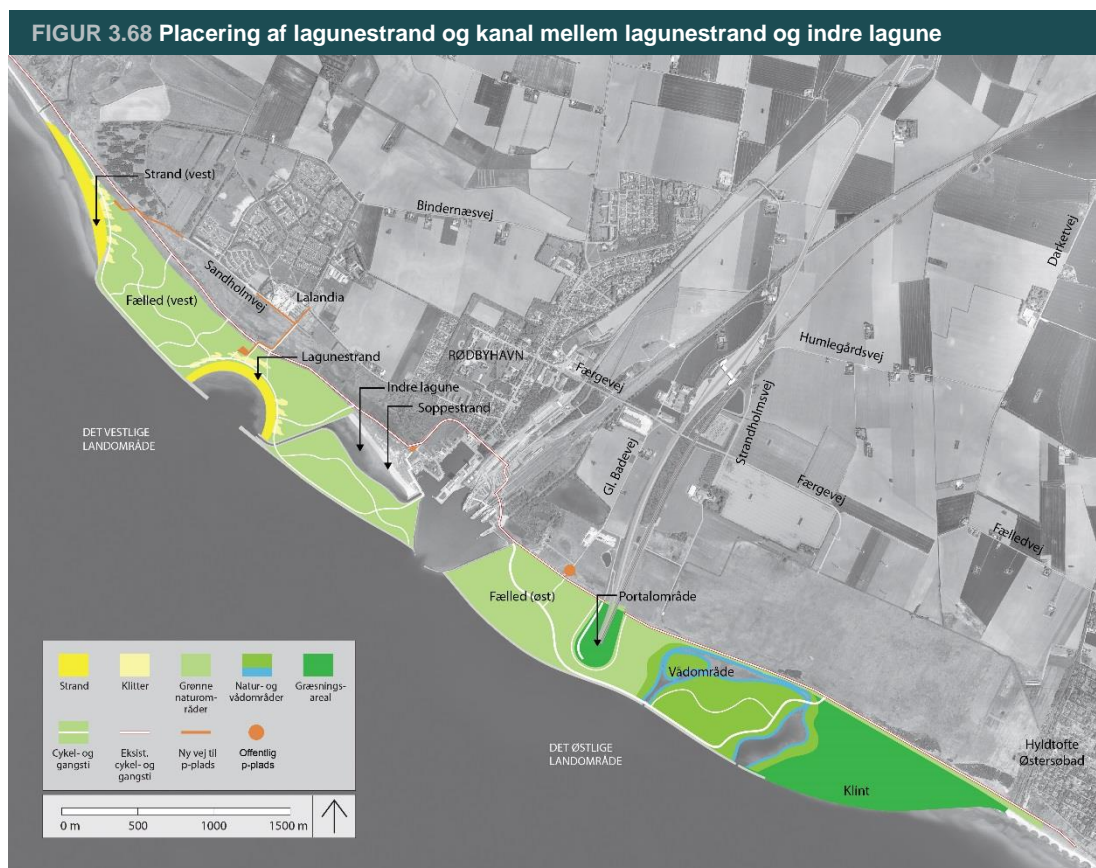 FIGUR 3.68 Placering af lagunestrand og kanal mellem lagunestrand og indre lagune
Strand (vest)
Bindernæsvej
Darketvej
Sandholmvej
Fælled (vest)
Lalandia
Lagunestrand
RØDBYHAVN
Humlegårdsvej
Færgevej
Indre lagune
Soppestrand
DET VESTLIGE
LANDOMRÅDE
Strandholmsvej
Gl. Badevej
Færgevej
Fælledvej
Fælled (øst)
Portalområde
Vådområde
DET ØSTLIGE
LANDOMRÅDE
Hyldtofte
Østersøbad
Klint
Strand
Klitter
Grønne
naturom-
råder
Natur- og
vådområder
Græsnings-
areal
Cykel- og
gangsti
Eksist.
cykel- og
gangsti
Ny vej til
p-plads
Offentlig
p-plads
0 m 500 1000 1500 m